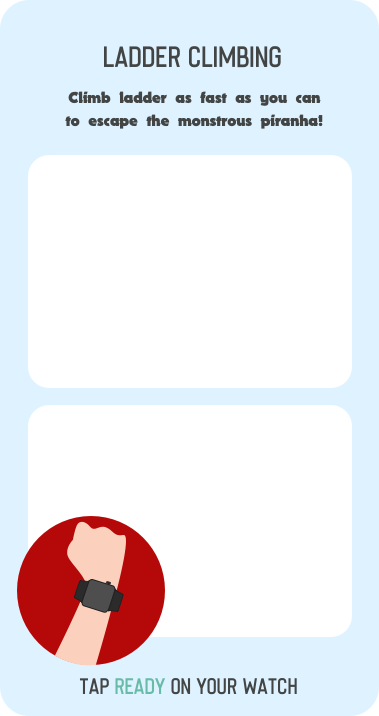 LADDER CLIMBING
Climb ladder as fast as you can
to escape the monstrous piranha!
TAP READY ON YOUR WATCH